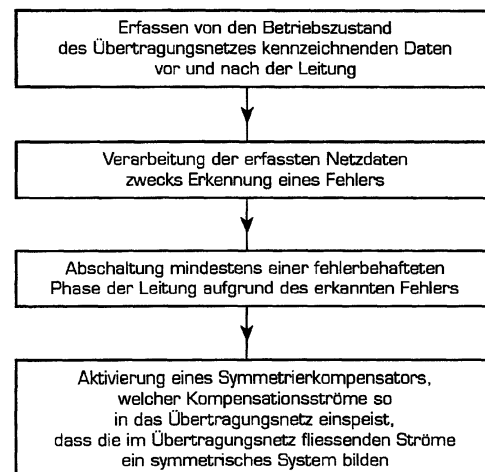 Erfassen von den Betriebszustand
des Übertragungsnetzes kennzeichnenden Daten
vor und nach der Leitung
Verarbeitung der erfassten Netzdaten
zwecks Erkennung eines Fehlers
Abschaltung mindestens einer fehlerbehafteten
Phase der Leitung aufgrund des erkannten Fehlers
Aktivierung eines Symmetrierkompensators,
welcher Kompensationsströme so
in das Übertragungsnetz einspeist,
dass die im Übertragungsnetz fliessenden Ströme
ein symmetrisches System bilden